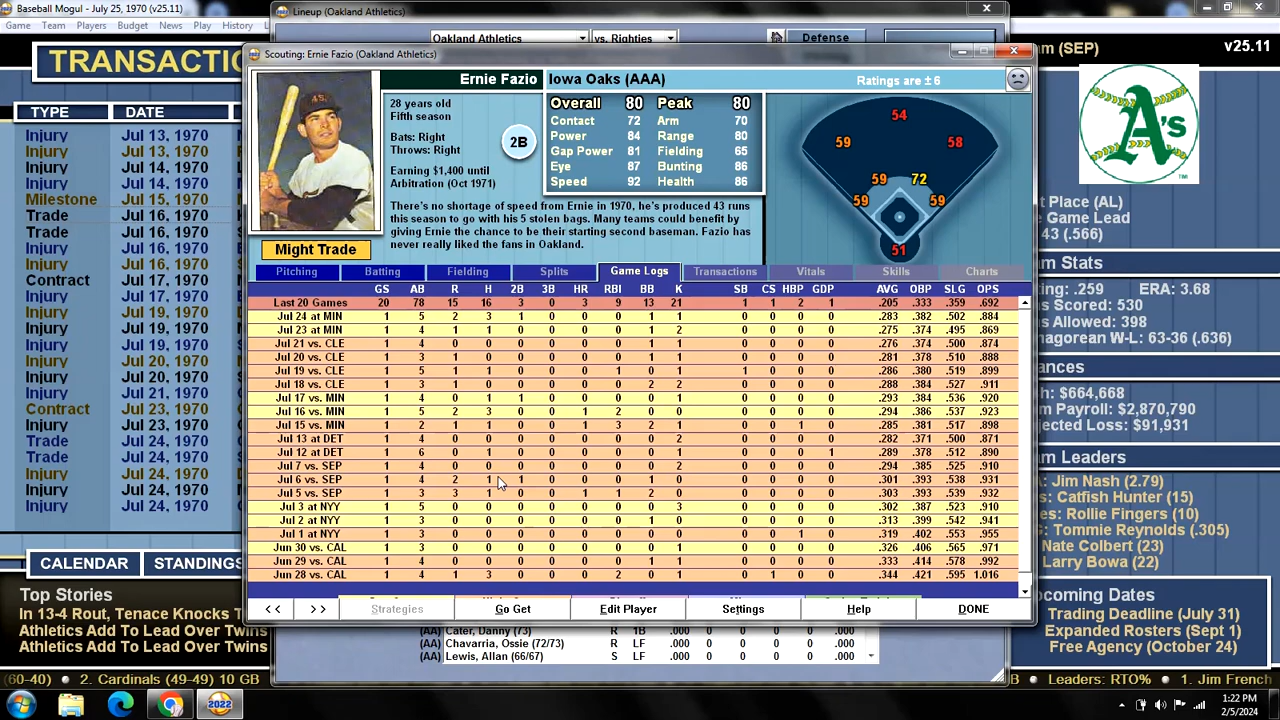 Baseball Mogul - July 25, 1970 (v25.11)
Lineup (Oakland Athletics)
Game Team Players Budget News Play History
Oakland Athletics vs. Righties Defense
Scouting: Ernie Fazio (Oakland Athletics)
TRANSACTIO
m (SEP) v25.11
Ernie Fazio Iowa Oaks (AAA) Ratings are ± 6
28 years old
Fifth season
Bats: Right
Throws: Right
Earning $1,400 until
Arbitration (Oct 1971)
2B
Overall 80 Peak 80
Contact 72 Arm 70
Power 84 Range 80
Gap Power 81 Fielding 65
Eye 87 Bunting 86
Speed 92 Health 86
54
59 58
59 72
59 59
51
There's no shortage of speed from Ernie in 1970, he's produced 43 runs
this season to go with his 5 stolen bags. Many teams could benefit by
giving Ernie the chance to be their starting second baseman. Fazio has
never really liked the fans in Oakland.
Might Trade
Pitching Batting Fielding Splits Game Logs Transactions Vitals Skills Charts
GS AB R H 2B 3B HR RBI BB K SB CS HBP GDP AVG OBP SLG OPS
Last 20 Games 20 78 15 16 3 0 3 9 13 21 1 1 2 1 .205 .333 .359 .692
Jul 24 at MIN 1 5 2 3 1 0 0 0 1 1 0 0 0 0 .283 .382 .502 .884
Jul 23 at MIN 1 4 1 1 0 0 0 0 1 2 0 0 0 0 .275 .374 .495 .869
Jul 21 vs. CLE 1 4 0 0 0 0 0 0 1 1 0 0 0 0 .276 .374 .500 .874
Jul 20 vs. CLE 1 3 1 0 0 0 0 0 1 1 0 0 0 0 .281 .378 .510 .888
Jul 19 vs. CLE 1 5 1 1 0 0 0 1 0 1 1 0 0 0 .286 .380 .519 .899
Jul 18 vs. CLE 1 3 1 0 0 0 0 0 2 2 0 0 0 0 .288 .384 .527 .911
Jul 17 vs. MIN 1 4 0 1 1 0 0 0 0 1 0 0 0 0 .293 .384 .536 .920
Jul 16 vs. MIN 1 5 2 3 0 0 1 2 0 0 0 0 0 0 .294 .386 .537 .923
Jul 15 vs. MIN 1 2 1 1 0 0 1 3 2 1 0 0 1 0 .285 .381 .517 .898
Jul 13 at DET 1 4 0 0 0 0 0 0 0 2 0 0 0 0 .282 .371 .500 .871
Jul 12 at DET 1 6 0 1 0 0 0 0 0 0 0 0 0 1 .289 .378 .512 .890
Jul 7 vs. SEP 1 4 0 0 0 0 0 0 0 2 0 0 0 0 .294 .385 .525 .910
Jul 6 vs. SEP 1 4 2 1 1 0 0 0 1 0 0 0 0 0 .301 .393 .538 .931
Jul 5 vs. SEP 1 3 3 1 0 0 1 1 2 0 0 0 0 0 .303 .393 .539 .932
Jul 3 at NYY 1 5 0 0 0 0 0 0 0 3 0 0 0 0 .302 .387 .523 .910
Jul 2 at NYY 1 3 0 0 0 0 0 0 1 0 0 0 0 0 .313 .399 .542 .941
Jul 1 at NYY 1 3 0 0 0 0 0 0 0 0 0 0 1 0 .319 .402 .553 .955
Jun 30 vs. CAL 1 3 0 0 0 0 0 0 0 1 0 0 0 0 .326 .406 .565 .971
Jun 29 vs. CAL 1 4 0 0 0 0 0 0 1 1 0 0 0 0 .333 .414 .578 .992
Jun 28 vs. CAL 1 4 1 3 0 0 0 2 0 1 0 1 0 0 .344 .421 .595 1.016
<< >> Strategies Go Get Edit Player Settings Help DONE
TYPE DATE
Injury Jul 13, 1970
Injury Jul 13, 1970
Injury Jul 14, 1970
Injury Jul 14, 1970
Milestone Jul 15, 1970
Trade Jul 16, 1970
Trade Jul 16, 1970
Injury Jul 16, 1970
Injury Jul 16, 1970
Contract Jul 17, 1970
Injury Jul 17, 1970
Injury Jul 18, 1970
Injury Jul 19, 1970
Injury Jul 19, 1970
Injury Jul 19, 1970
Injury Jul 19, 1970
Injury Jul 20, 1970
Injury Jul 20, 1970
Injury Jul 21, 1970
Contract Jul 23, 1970
Injury Jul 23, 1970
Trade Jul 24, 1970
Trade Jul 24, 1970
Injury Jul 24, 1970
Injury Jul 24, 1970
Injury Jul 24, 1970
A's
t Place (AL)
e Game Lead
43 (.566)
am Stats
ting: .259 ERA: 3.68
ns Scored: 530
ns Allowed: 398
hagorean W-L: 63-36 (.636)
ances
h: $664,668
m Payroll: $2,870,790
jected Loss: $91,931
am Leaders
A: Jim Nash (2.79)
s: Catfish Hunter (15)
es: Rollie Fingers (10)
G: Tommie Reynolds (.305)
Nate Colbert (23)
Larry Bowa (22)
coming Dates
Trading Deadline (July 31)
Expanded Rosters (Sept 1)
Free Agency (October 24)
CALENDAR STANDINGS
Top Stories
In 13-4 Rout, Tenace Knocks T
Athletics Add To Lead Over Twins
Athletics Add To Lead Over Twins
(AA) Cater, Danny (73) R 1B .000 0 0 0 .000
(AA) Chavarria, Ossie (72/73) R LF .000 0 0 0 .000
(AA) Lewis, Allan (66/67) S LF .000 0 0 0 .000
(60-40) • 2. Cardinals (49-49) 10 GB
B • Leaders: RTO% • 1. Jim French
2022
1:22 PM
2/5/2024